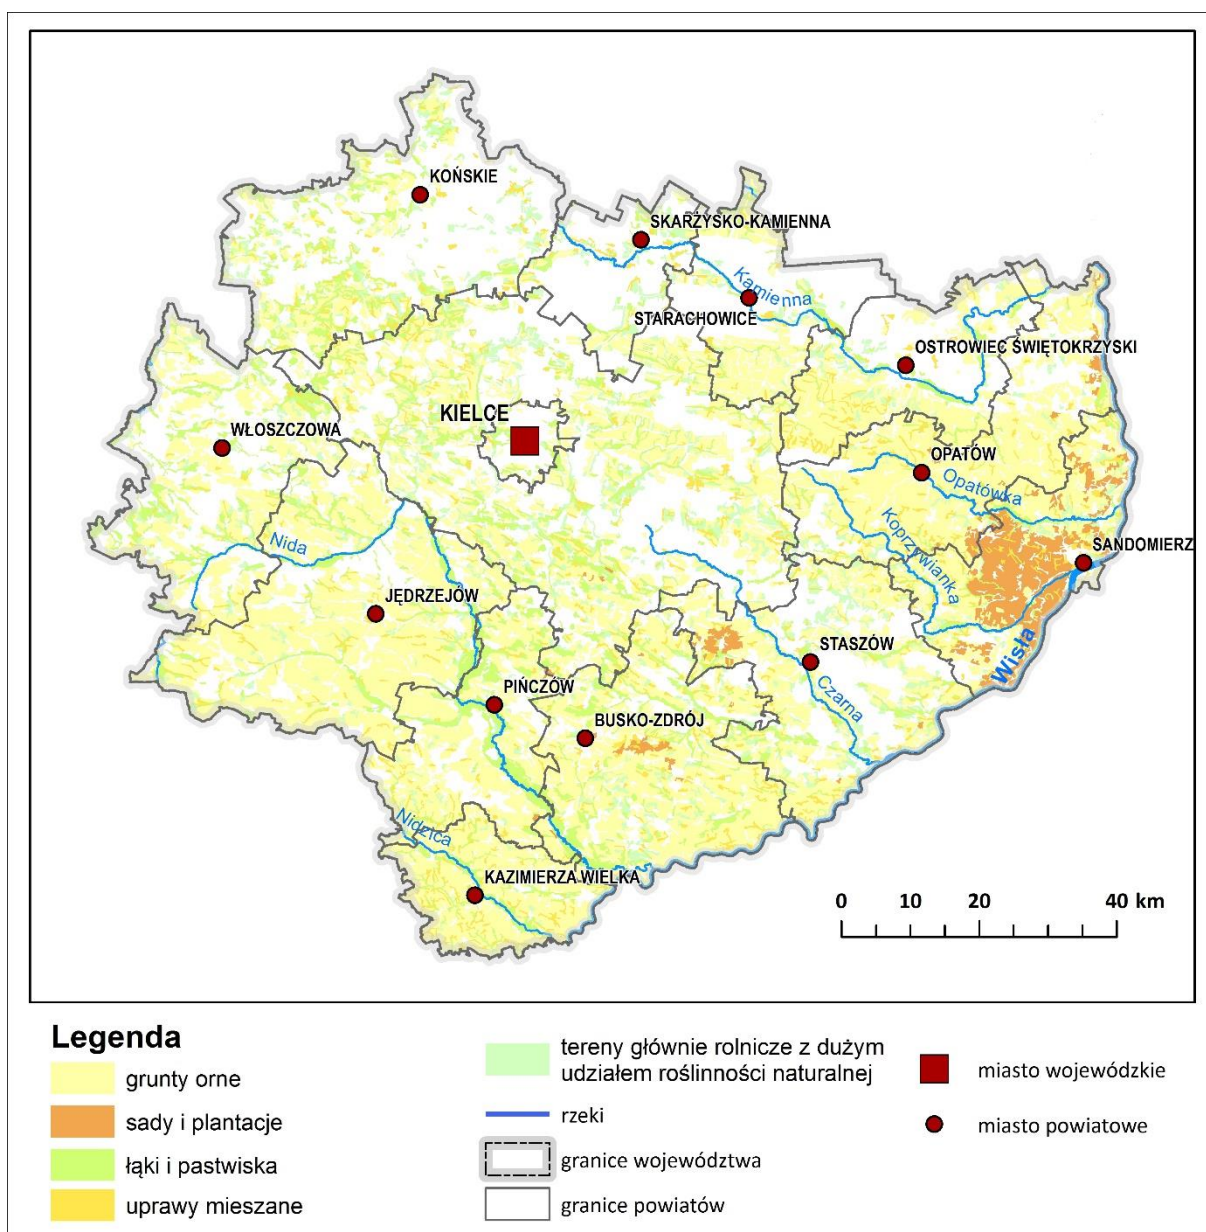 KOŃSKIE
SKARŻYSKO-KAMIENNA
Kamienna
STARACHOWICE
OSTROWIEC ŚWIĘTOKRZYSKI
KIELCE
WŁOSZCZOWA
OPATÓW
Opatówka
Koprzywianka
Nida
SANDOMIERZ
JĘDRZEJÓW
STASZÓW
Wisła
Czarna
PIŃCZÓW
BUSKO-ZDRÓJ
Nidzica
KAZIMIERZA WIELKA
0 10 20 40 km
Legenda
grunty orne
sady i plantacje
łąki i pastwiska
uprawy mieszane
tereny głównie rolnicze z dużym
udziałem roślinności naturalnej
rzeki
granice województwa
granice powiatów
miasto wojewódzkie
miasto powiatowe